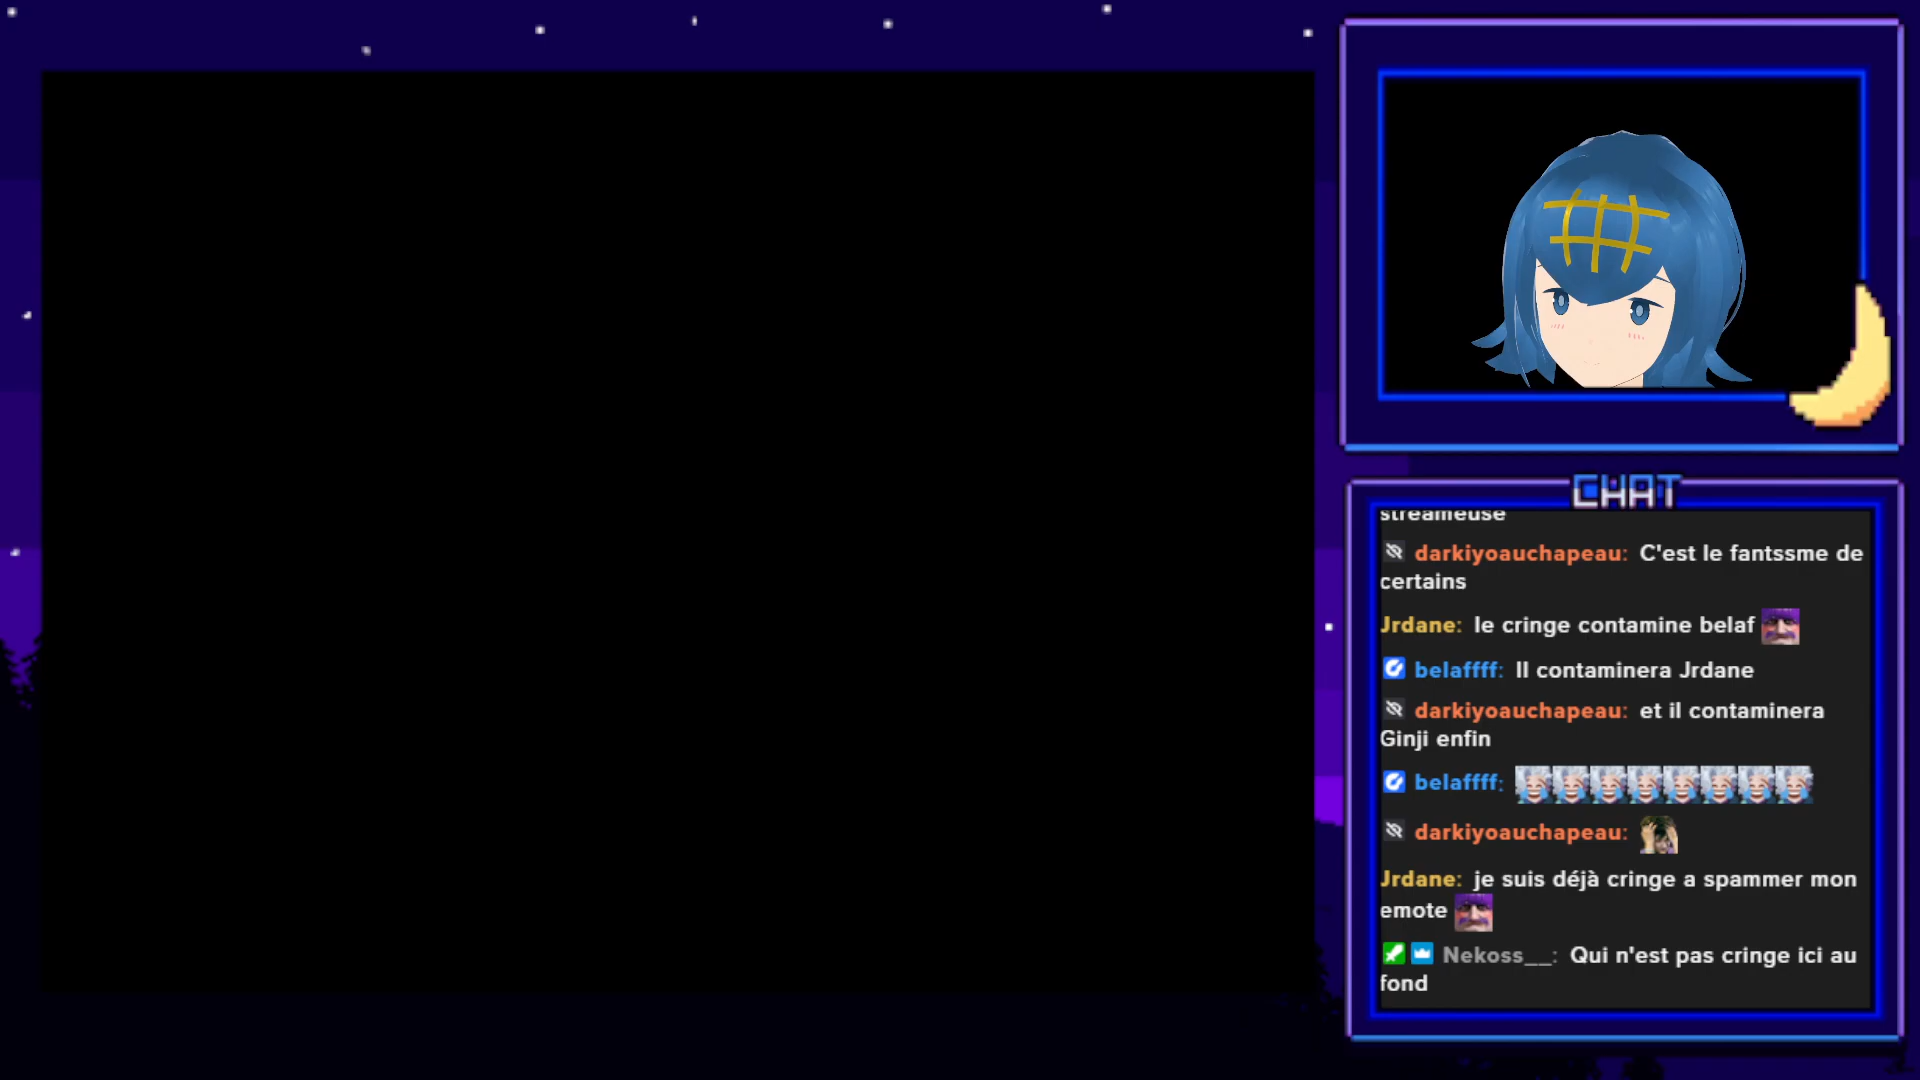 CHAT
streameuse
darkiyoauchapeau: C'est le fantssme de
certains
Jrdane: le cringe contamine belaf
belaffff: Il contaminera Jrdane
darkiyoauchapeau: et il contaminera
Ginji enfin
belaffff:
darkiyoauchapeau:
Jrdane: je suis déjà cringe a spammer mon
emote
Nekoss__: Qui n'est pas cringe ici au
fond